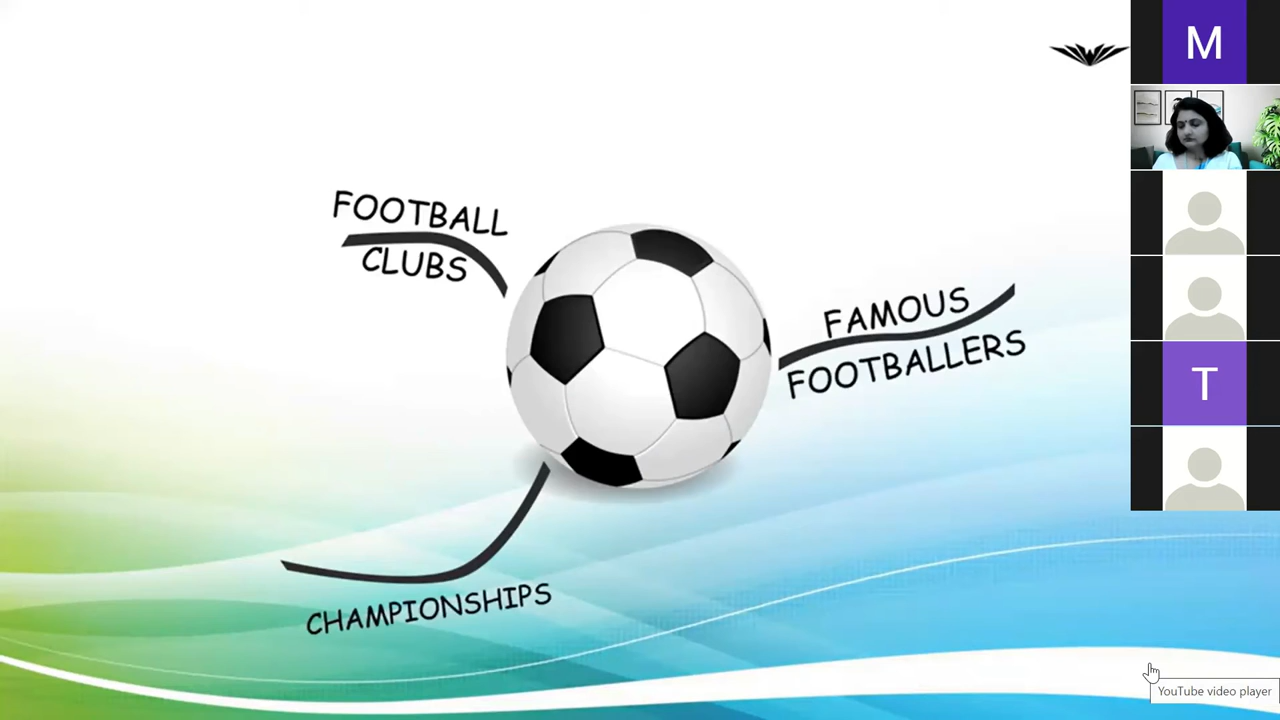 M
FOOTBALL
CLUBS
FAMOUS
FOOTBALLERS
T
CHAMPIONSHIPS
YouTube video player